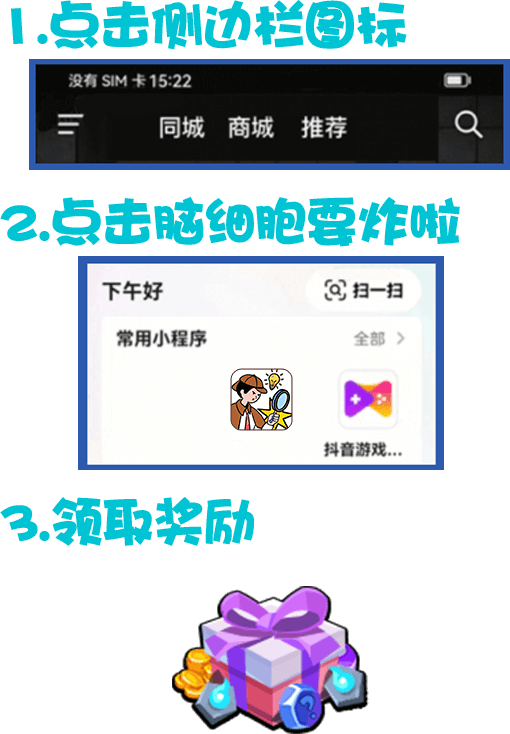 1.点击侧边栏图标
没有 SIM 卡 15:22
同城 商城 推荐
2.点击脑细胞要炸啦
下午好 扫一扫
常用小程序 全部 >
抖音游戏...
3.领取奖励
?